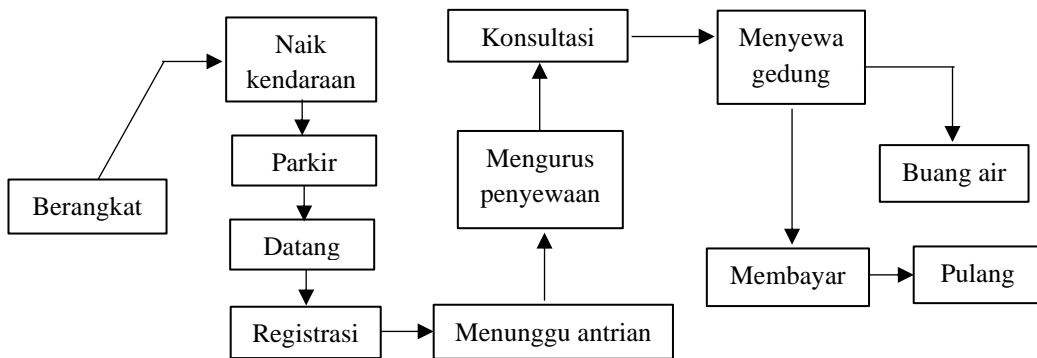 Berangkat
Naik
kendaraan
Parkir
Datang
Registrasi
Menunggu antrian
Mengurus
penyewaan
Konsultasi
Menyewa
gedung
Buang air
Membayar
Pulang